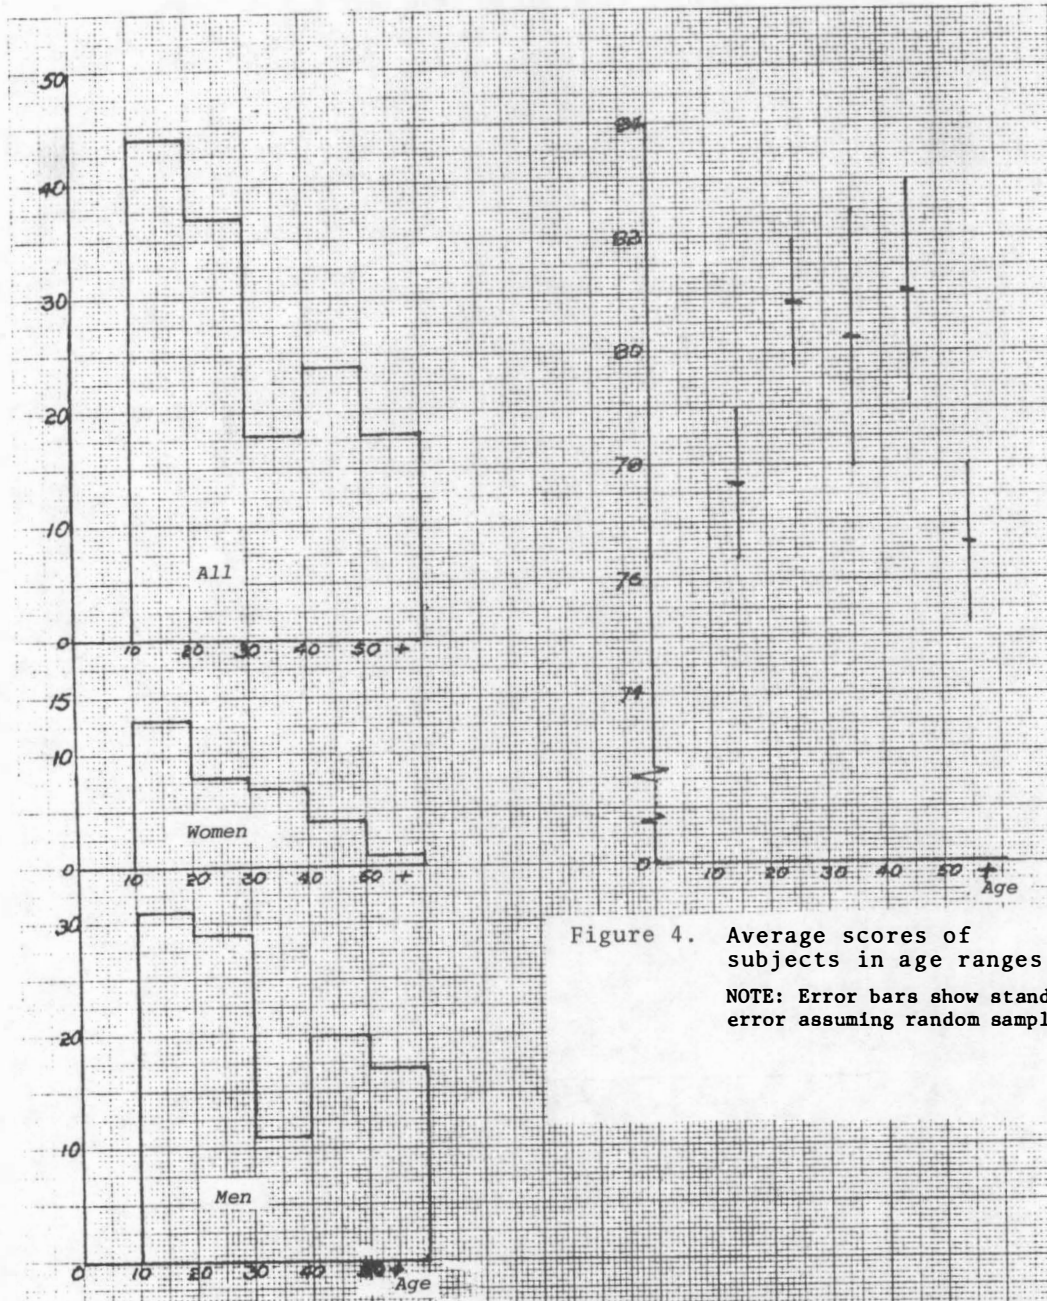 50
40
30
20
10
0
All
10 20 30 40 50 +
15
10
0
Women
10 20 30 40 50 +
30
20
10
Men
0 10 20 30 40
Age
84
82
80
78
76
74
0
10 20 30 40 50 +
Age
Figure 4. Average scores of
subjects in age ranges
NOTE: Error bars show stand
error assuming random sampl